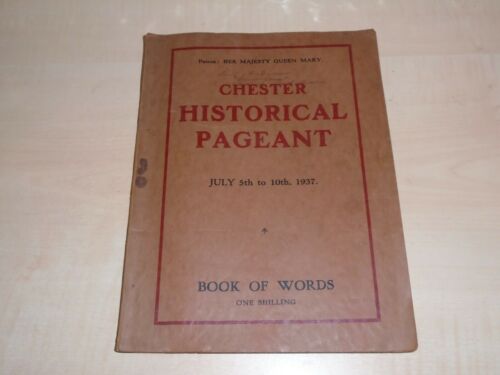 Patron: HER MAJESTY QUEEN MARY.
CHESTER
HISTORICAL
PAGEANT
JULY 5th to 10th, 1937.
BOOK OF WORDS
ONE SHILLING